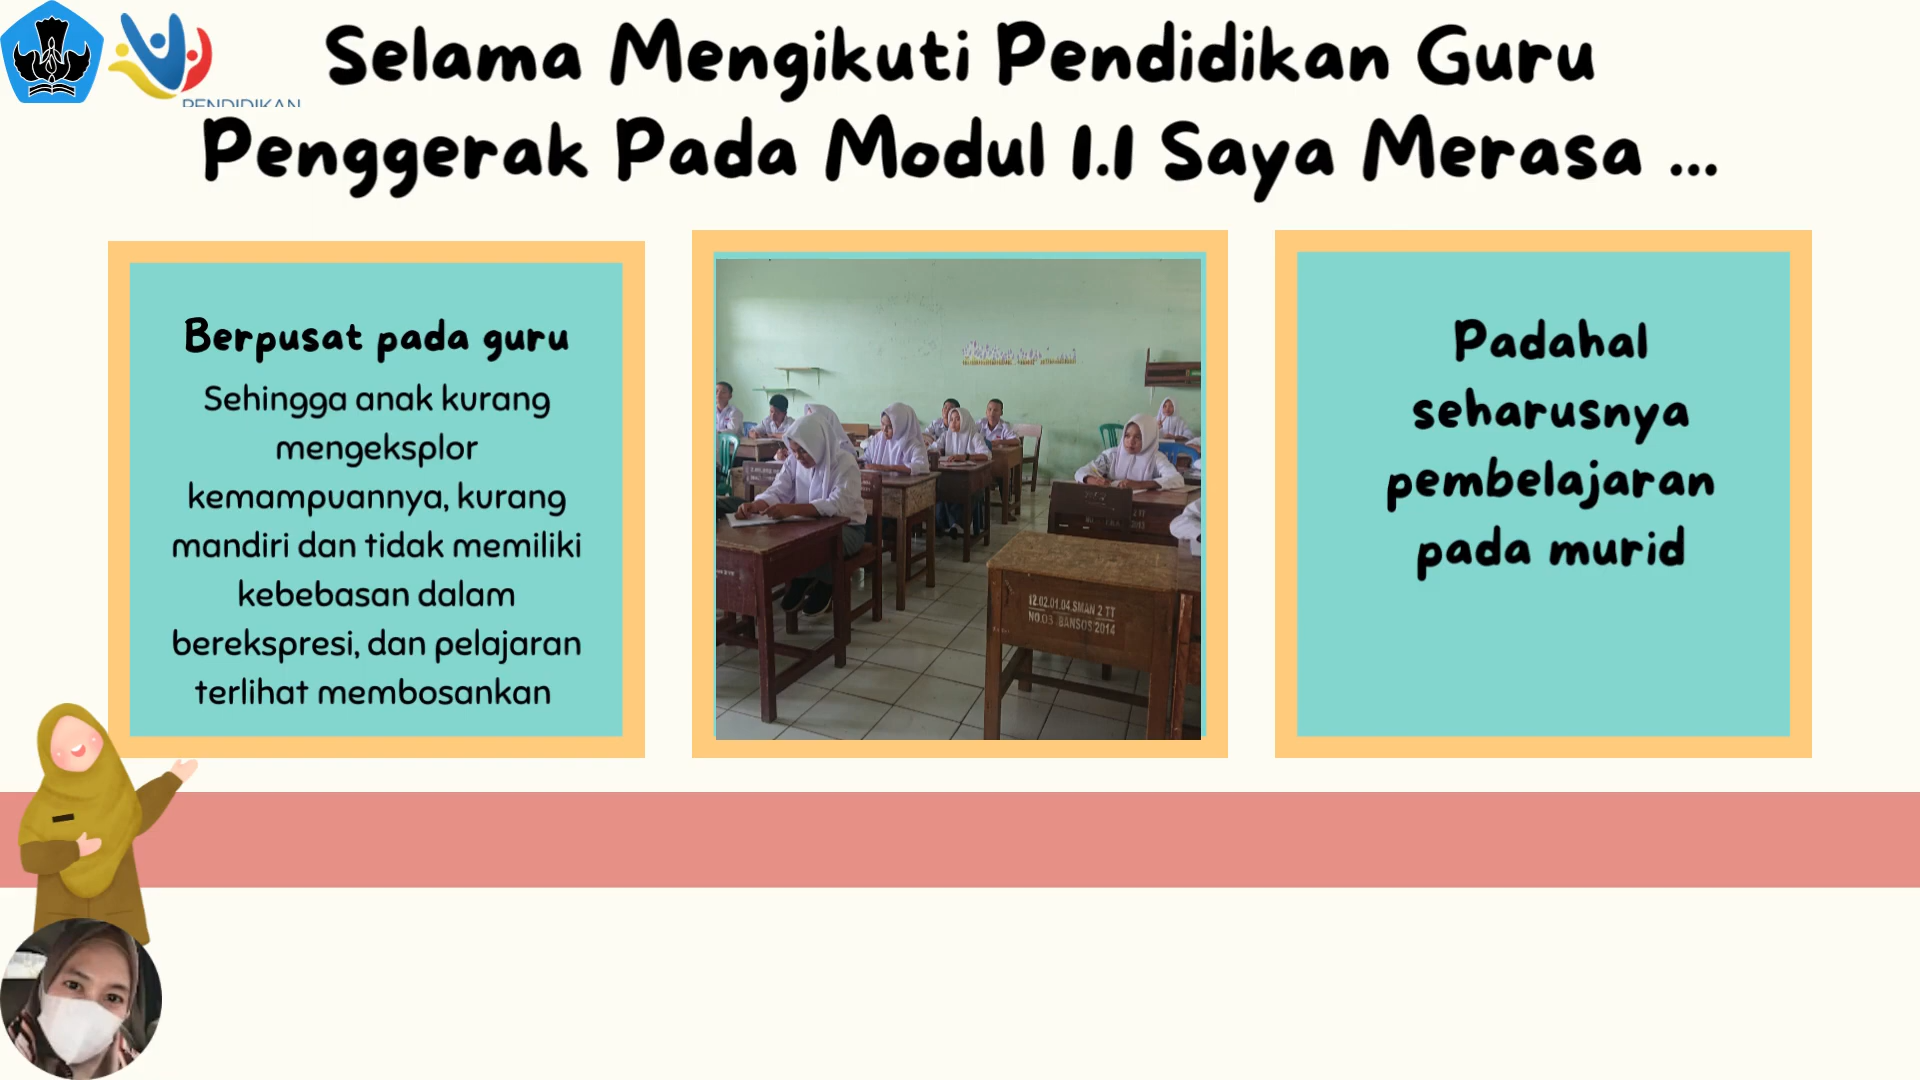 PENDIDIKAN
Selama Mengikuti Pendidikan Guru
Penggerak Pada Modul 1.1 Saya Merasa ...
Berpusat pada guru
Sehingga anak kurang
mengeksplor
kemampuannya, kurang
mandiri dan tidak memiliki
kebebasan dalam
berekspresi, dan pelajaran
terlihat membosankan
12.02.01.04.SMAN 2 TT
NO.03 BANSOS 2014
Padahal
seharusnya
pembelajaran
pada murid